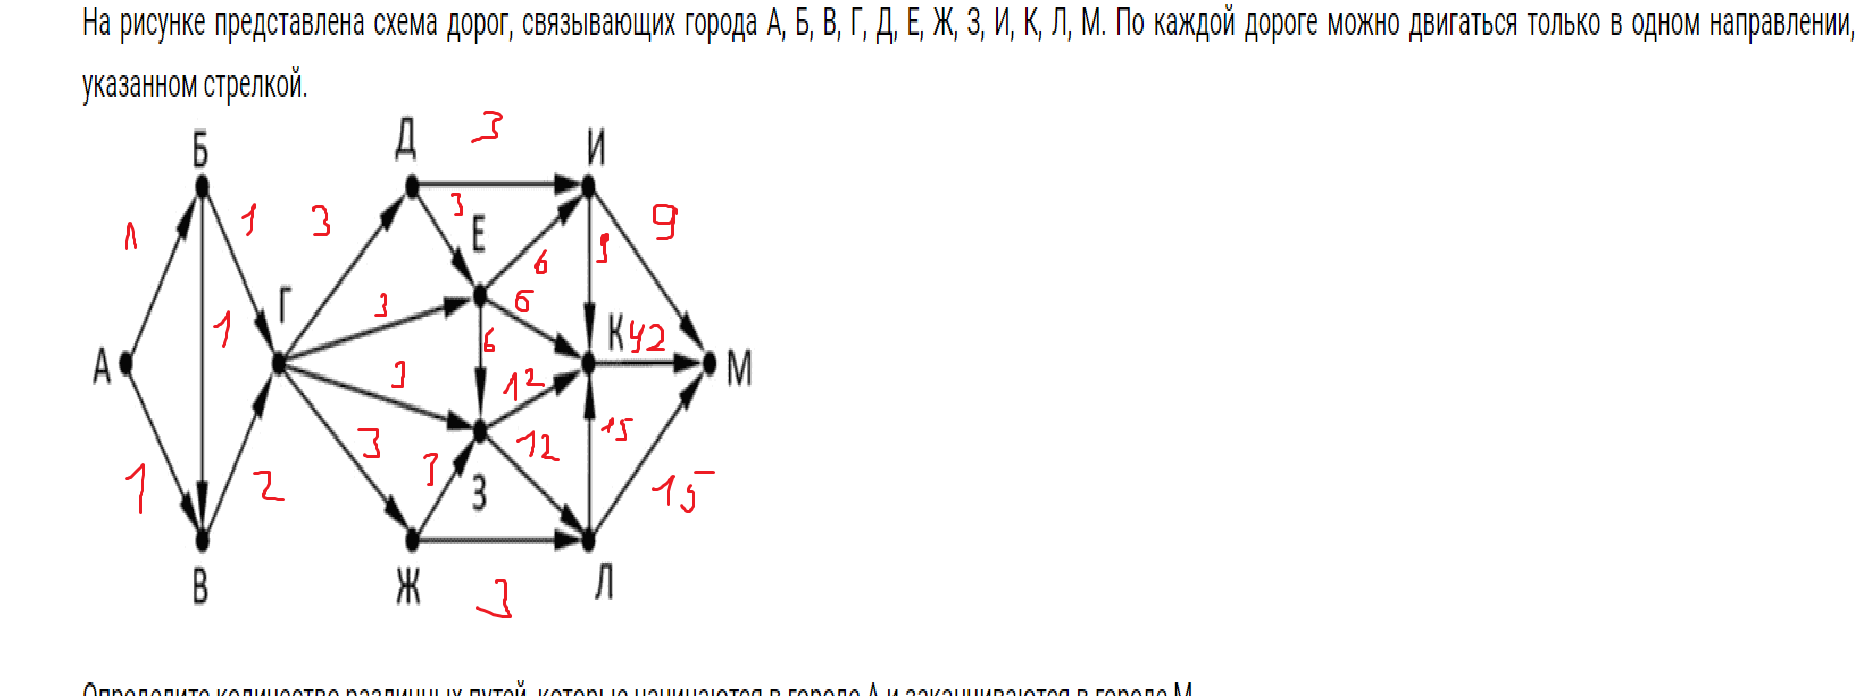 На рисунке представлена схема дорог, связывающих города А, Б, В, Г, Д, Е, Ж, З, И, К, Л, М. По каждой дороге можно двигаться только в одном направлении,
указанном стрелкой.
Д 3 И
Б
1 1 3 3 Е 9
6 9
Г 3 6
1 6 К 42
А М
3 12
3 12 15
1 2 3 З 15
В Ж 3 Л
Определите количество различных путей, которые начинаются в городе А и заканчиваются в городе М